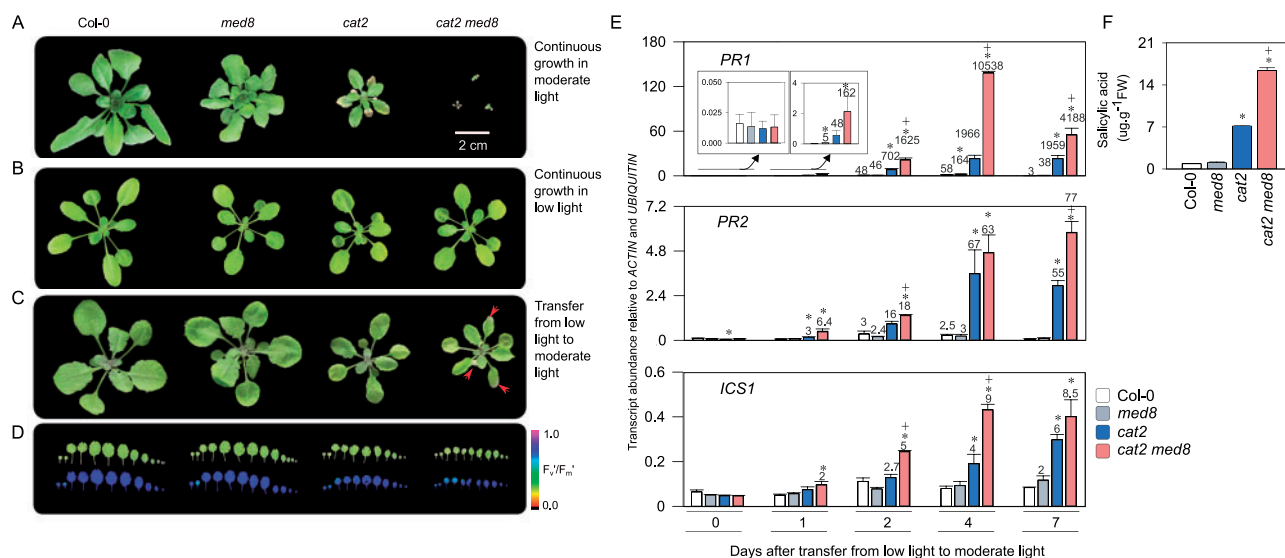 Col-0 med8 cat2 cat2 med8
A
Continuous
growth in
moderate
light
2 cm
B
Continuous
growth in
low light
C
Transfer
from low
light to
moderate
light
D
1.0
Fv'/Fm'
0.0
E
Transcript abundance relative to ACTIN and UBIQUITIN
180
120
60
0
PR1
0.050
0.025
0.000
4
2
0
* 5
48
* 162
48
46
* 702
+* 1625
58
* 164
1966
+* 10538
3
38
* 1959
+* 4188
7.2
4.8
2.4
0
PR2
*
* 3
* 6.4
3
2.4
16
+* 18
2.5
3
* 67
* 63
* 55
77 +*
0.6
0.4
0.2
0
ICS1
* 2
2.7
+* 5
* 4
+* 9
2
* 6
* 8.5
0 1 2 4 7
Days after transfer from low light to moderate light
Col-0
med8
cat2
cat2 med8
F
Salicylic acid
(ug.g-1FW)
21
14
7
0
*
+*
Col-0
med8
cat2
cat2 med8